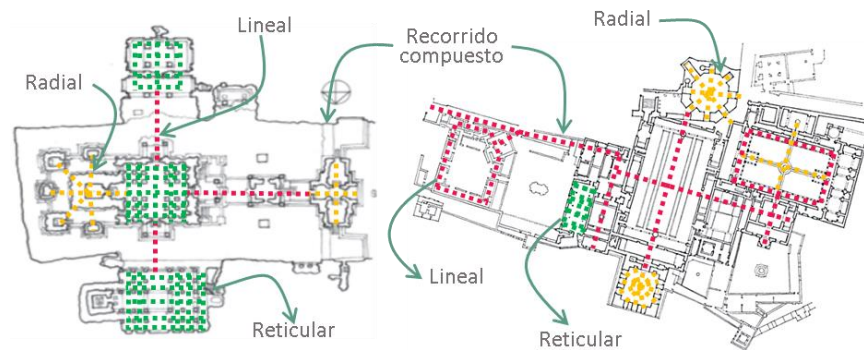 Lineal
Radial
Recorrido
compuesto
Radial
Lineal
Reticular
Reticular